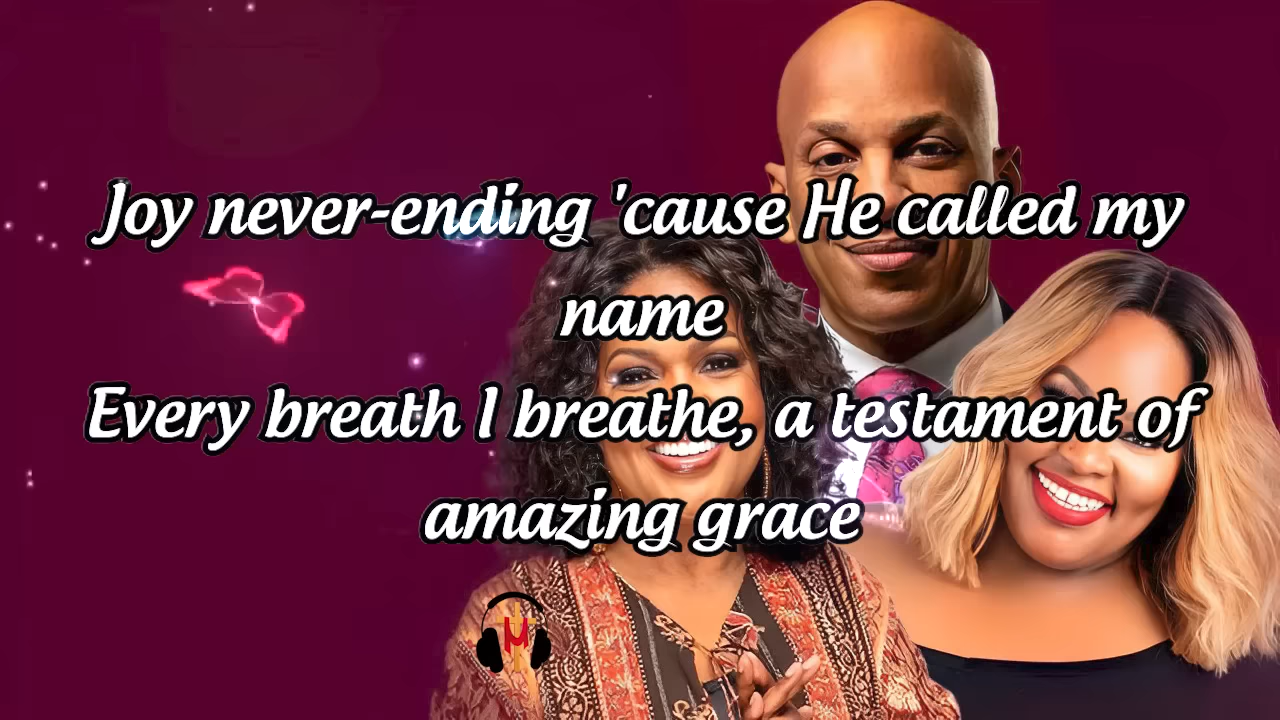 Joy never-ending 'cause He called my
name
Every breath I breathe, a testament of
amazing grace
M